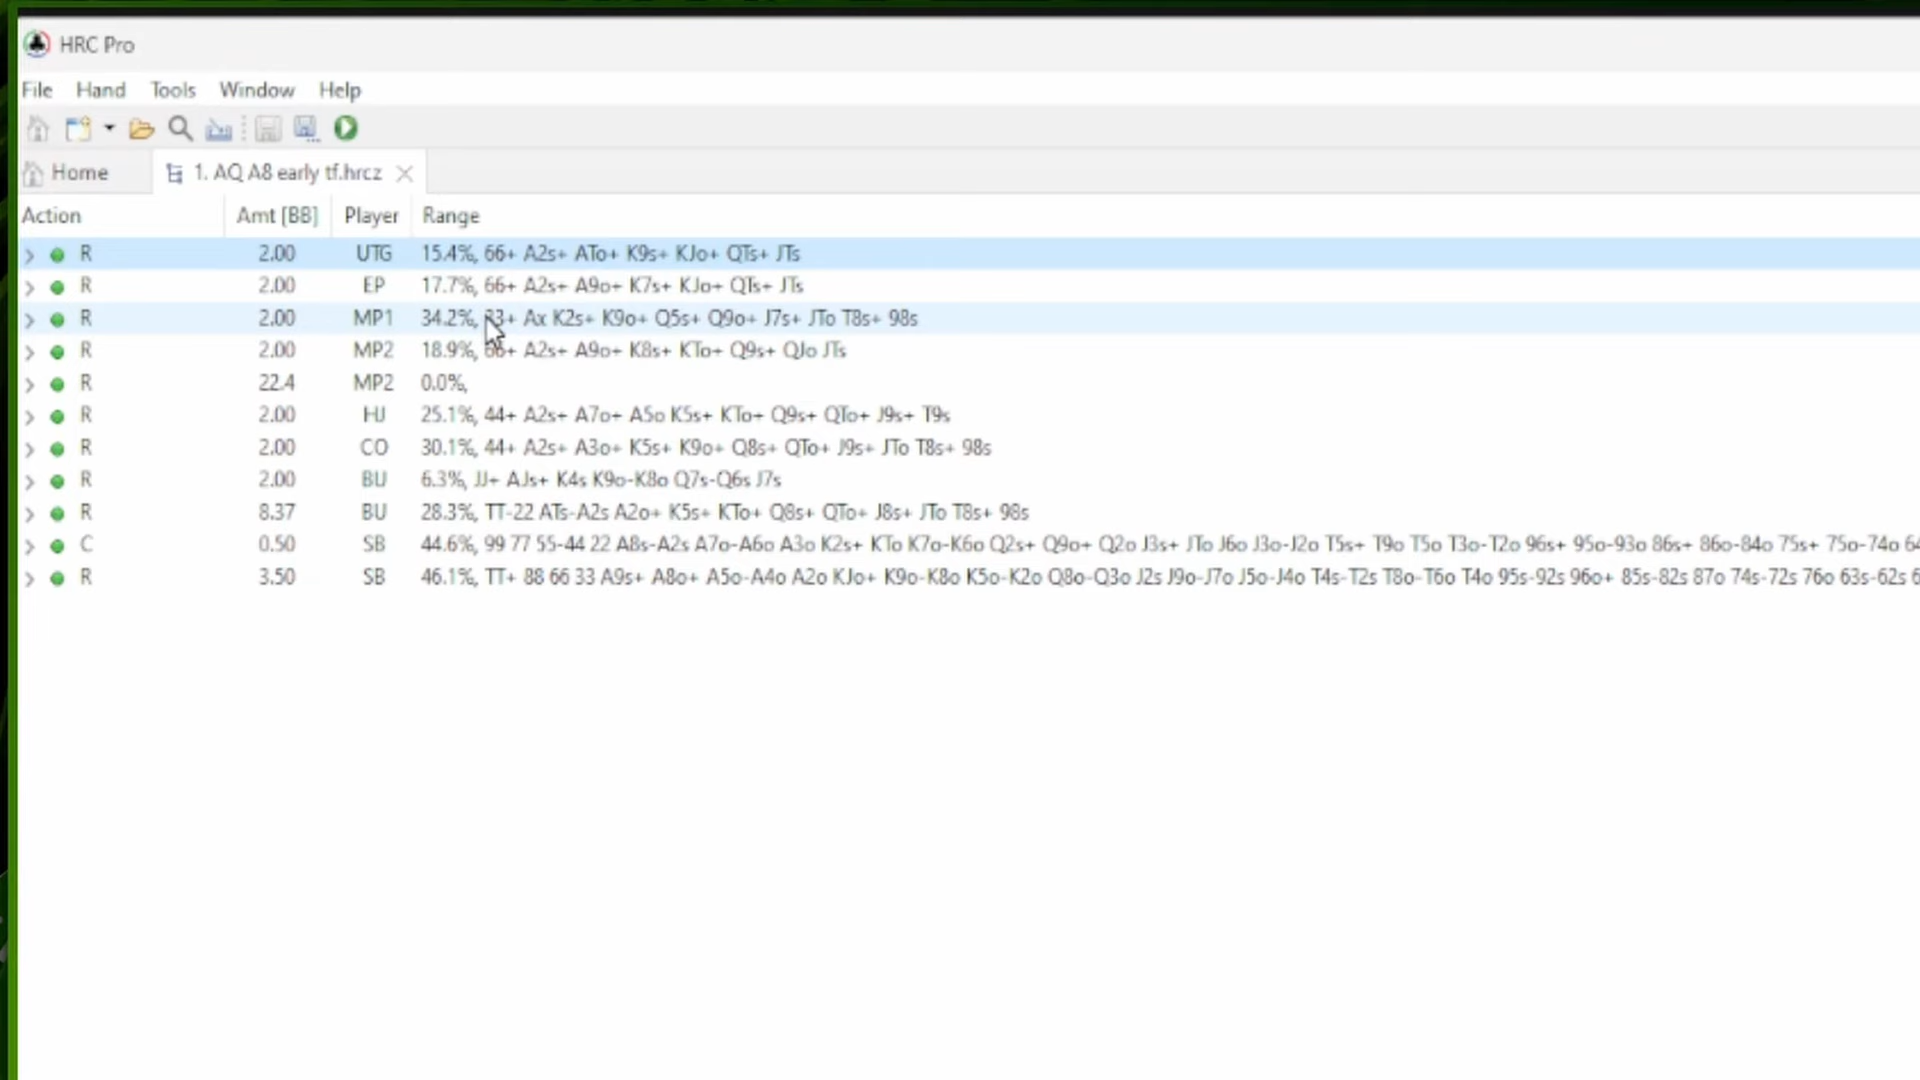 HRC Pro
File Hand Tools Window Help
Home 1. AQ A8 early tf.hrcz
Action Amt [BB] Player Range
R 2.00 UTG 15.4%, 66+ A2s+ ATo+ K9s+ KJo+ QTs+ JTs
R 2.00 EP 17.7%, 66+ A2s+ A9o+ K7s+ KJo+ QTs+ JTs
R 2.00 MP1 34.2%, 33+ Ax K2s+ K9o+ Q5s+ Q9o+ J7s+ JTo T8s+ 98s
R 2.00 MP2 18.9%, 66+ A2s+ A9o+ K8s+ KTo+ Q9s+ QJo JTs
R 22.4 MP2 0.0%,
R 2.00 HJ 25.1%, 44+ A2s+ A7o+ A5o K5s+ KTo+ Q9s+ QTo+ J9s+ T9s
R 2.00 CO 30.1%, 44+ A2s+ A3o+ K5s+ K9o+ Q8s+ QTo+ J9s+ JTo T8s+ 98s
R 2.00 BU 6.3%, JJ+ AJs+ K4s K9o-K8o Q7s-Q6s J7s
R 8.37 BU 28.3%, TT-22 ATs-A2s A2o+ K5s+ KTo+ Q8s+ QTo+ J8s+ JTo T8s+ 98s
C 0.50 SB 44.6%, 99 77 55-44 22 A8s-A2s A7o-A6o A3o K2s+ KTo K7o-K6o Q2s+ Q9o+ Q2o J3s+ JTo J6o J3o-J2o T5s+ T9o T5o T3o-T2o 96s+ 95o-93o 86s+ 86o-84o 75s+ 75o-74o
R 3.50 SB 46.1%, TT+ 88 66 33 A9s+ A8o+ A5o-A4o A2o KJo+ K9o-K8o K5o-K2o Q8o-Q3o J2s J9o-J7o J5o-J4o T4s-T2s T8o-T6o T4o 95s-92s 96o+ 85s-82s 87o 74s-72s 76o 63s-62s